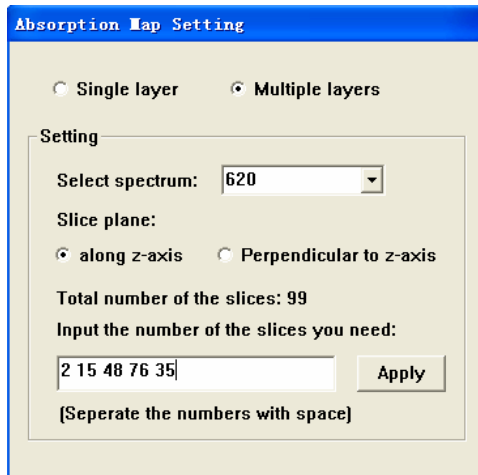 Absorption Map Setting
Single layer Multiple layers
Setting
Select spectrum: 620
Slice plane:
along z-axis Perpendicular to z-axis
Total number of the slices: 99
Input the number of the slices you need:
2 15 48 76 35 Apply
(Seperate the numbers with space)